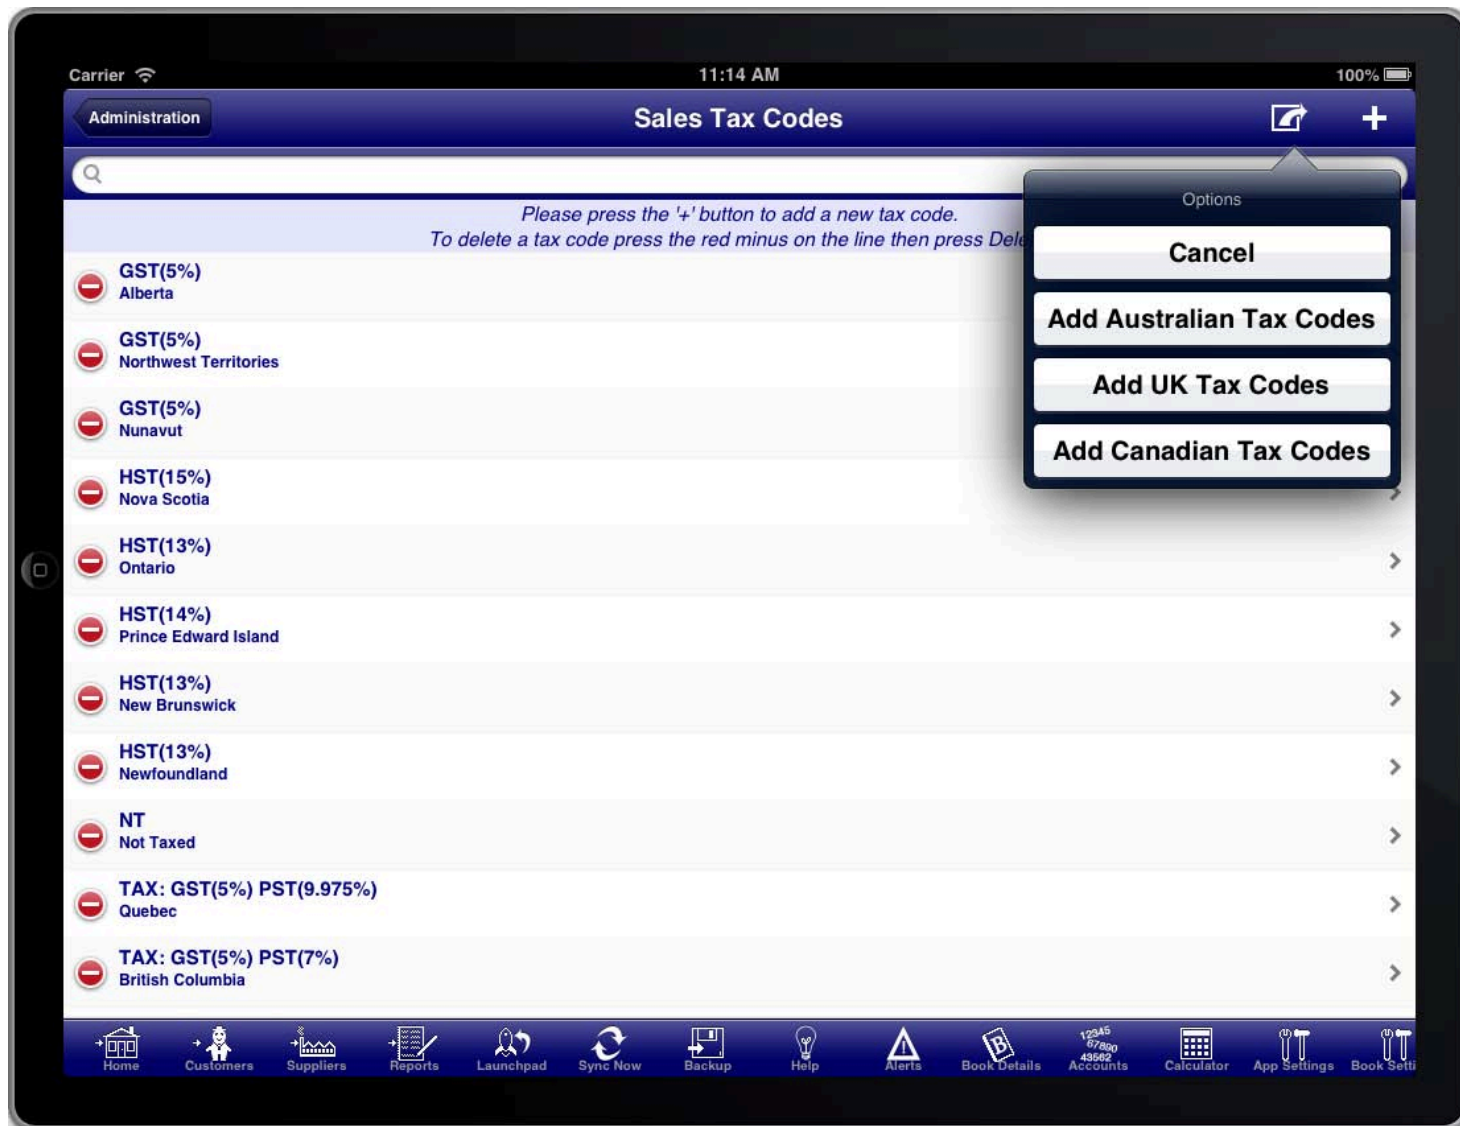 Carrier
11:14 AM
100%
Administration
Sales Tax Codes
Options
Cancel
Add Australian Tax Codes
Add UK Tax Codes
Add Canadian Tax Codes
Please press the '+' button to add a new tax code.
To delete a tax code press the red minus on the line then press Dele
GST(5%)
Alberta
GST(5%)
Northwest Territories
GST(5%)
Nunavut
HST(15%)
Nova Scotia
HST(13%)
Ontario
HST(14%)
Prince Edward Island
HST(13%)
New Brunswick
HST(13%)
Newfoundland
NT
Not Taxed
TAX: GST(5%) PST(9.975%)
Quebec
TAX: GST(5%) PST(7%)
British Columbia
12345
67890
43562
Home Customers Suppliers Reports Launchpad Sync Now Backup Help Alerts Book Details Accounts Calculator App Settings Book Setti